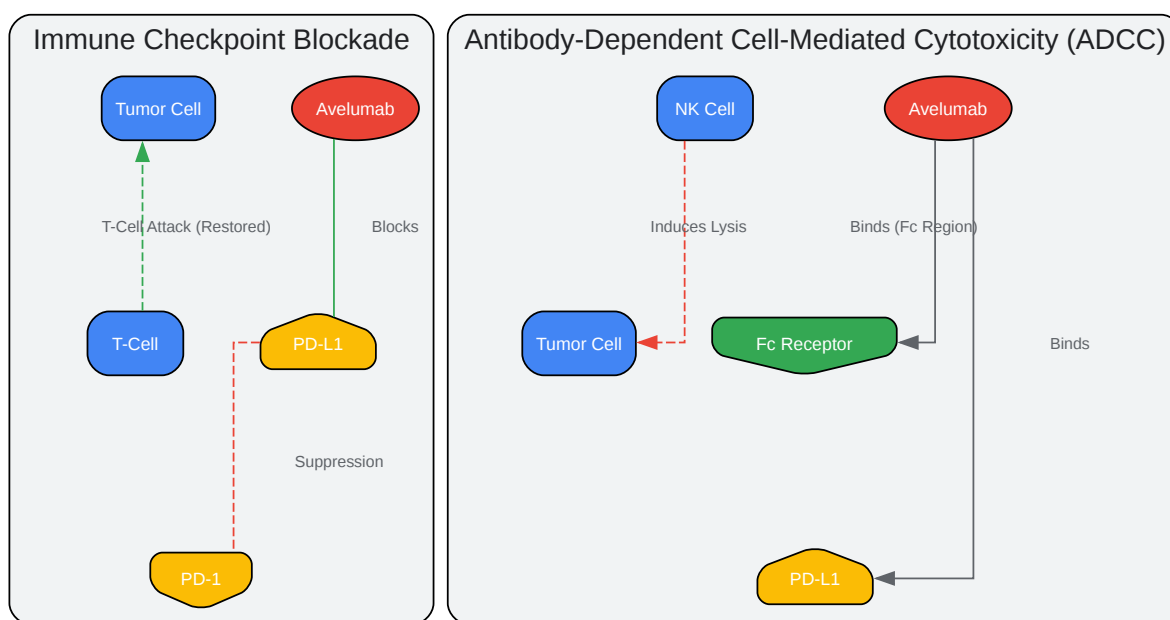 Immune Checkpoint Blockade
Tumor Cell
Avelumab
T-Cell Attack (Restored)
Blocks
T-Cell
PD-L1
Suppression
PD-1
Antibody-Dependent Cell-Mediated Cytotoxicity (ADCC)
NK Cell
Avelumab
Induces Lysis
Binds (Fc Region)
Tumor Cell
Fc Receptor
Binds
PD-L1